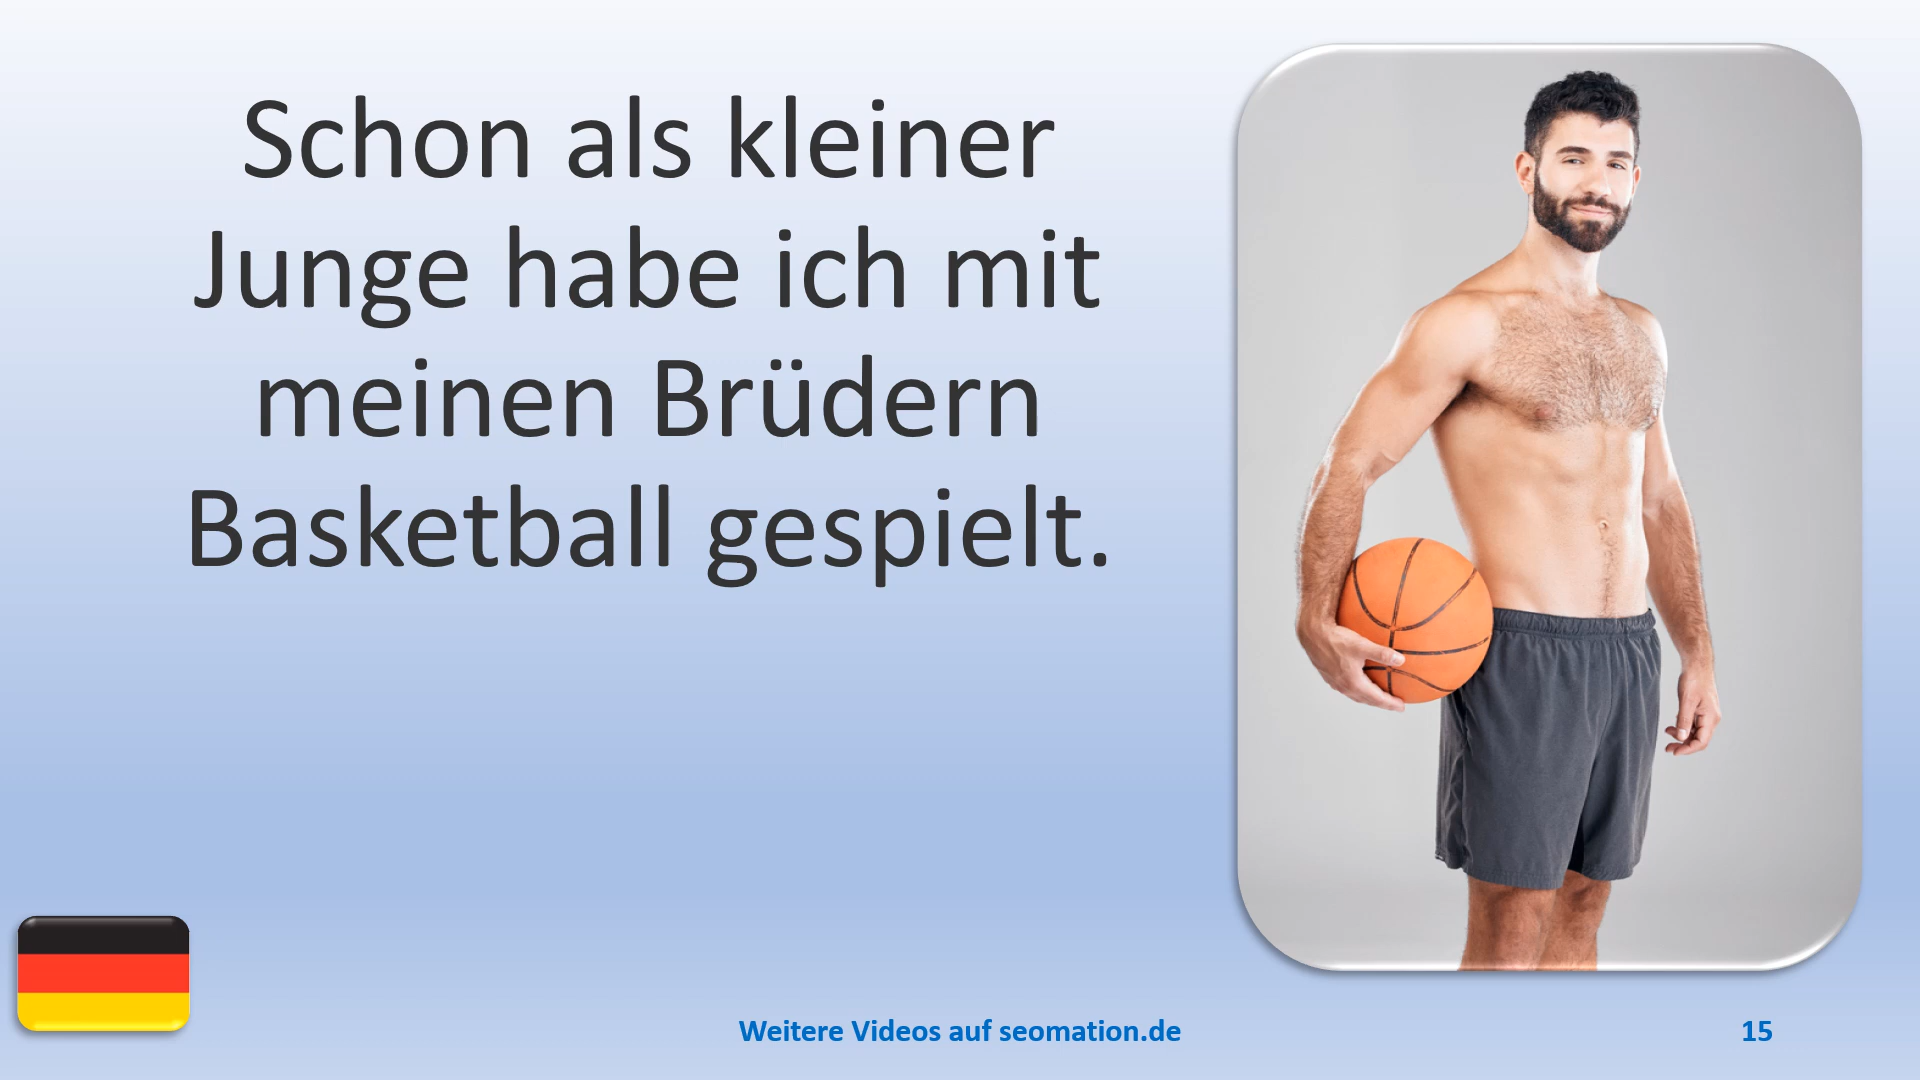 Schon als kleiner
Junge habe ich mit
meinen Brüdern
Basketball gespielt.
Weitere Videos auf seomation.de
15